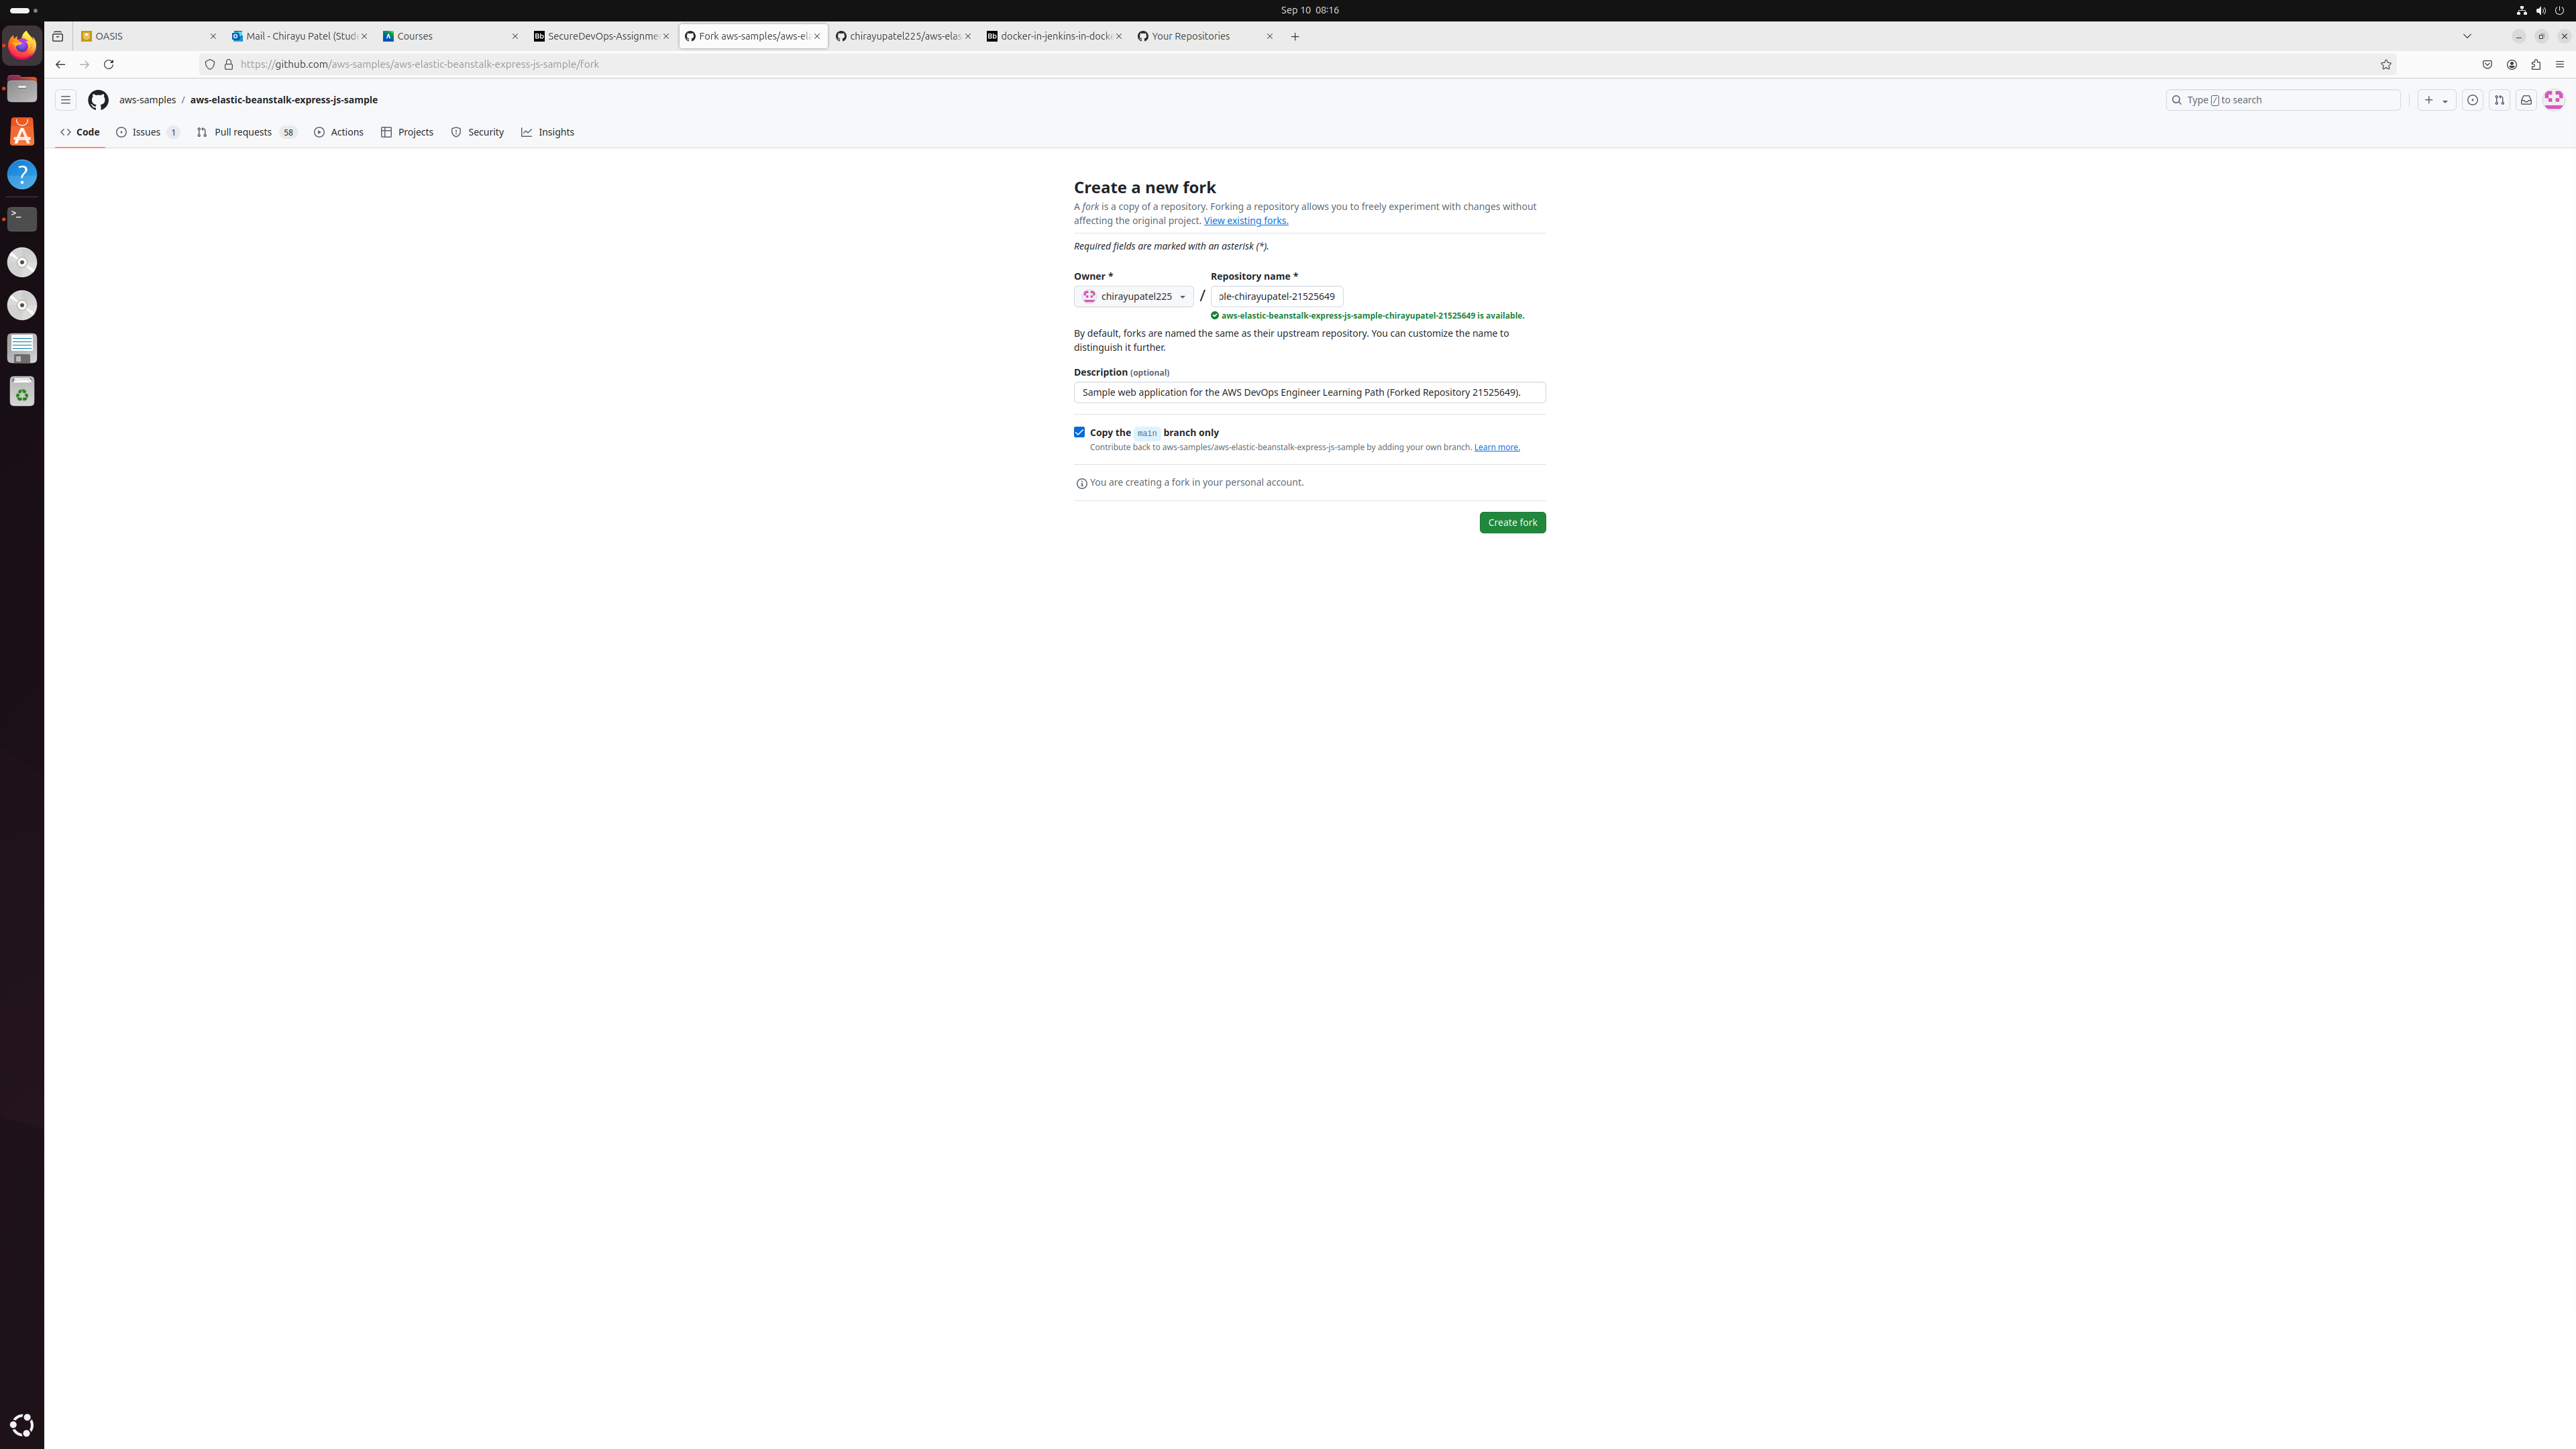 Sep 10 08:16
OASIS
Mail - Chirayu Patel (Stud
Courses
SecureDevOps-Assignme
Fork aws-samples/aws-el
chirayupatel225/aws-elas
docker-in-jenkins-in-docke
Your Repositories
https://github.com/aws-samples/aws-elastic-beanstalk-express-js-sample/fork
aws-samples / aws-elastic-beanstalk-express-js-sample
Type / to search
Code
Issues 1
Pull requests 58
Actions
Projects
Security
Insights
Create a new fork
A fork is a copy of a repository. Forking a repository allows you to freely experiment with changes without
affecting the original project. View existing forks.
Required fields are marked with an asterisk (*).
Owner *
Repository name *
chirayupatel225
/
ple-chirayupatel-21525649
aws-elastic-beanstalk-express-js-sample-chirayupatel-21525649 is available.
By default, forks are named the same as their upstream repository. You can customize the name to
distinguish it further.
Description (optional)
Sample web application for the AWS DevOps Engineer Learning Path (Forked Repository 21525649).
Copy the main branch only
Contribute back to aws-samples/aws-elastic-beanstalk-express-js-sample by adding your own branch. Learn more.
You are creating a fork in your personal account.
Create fork